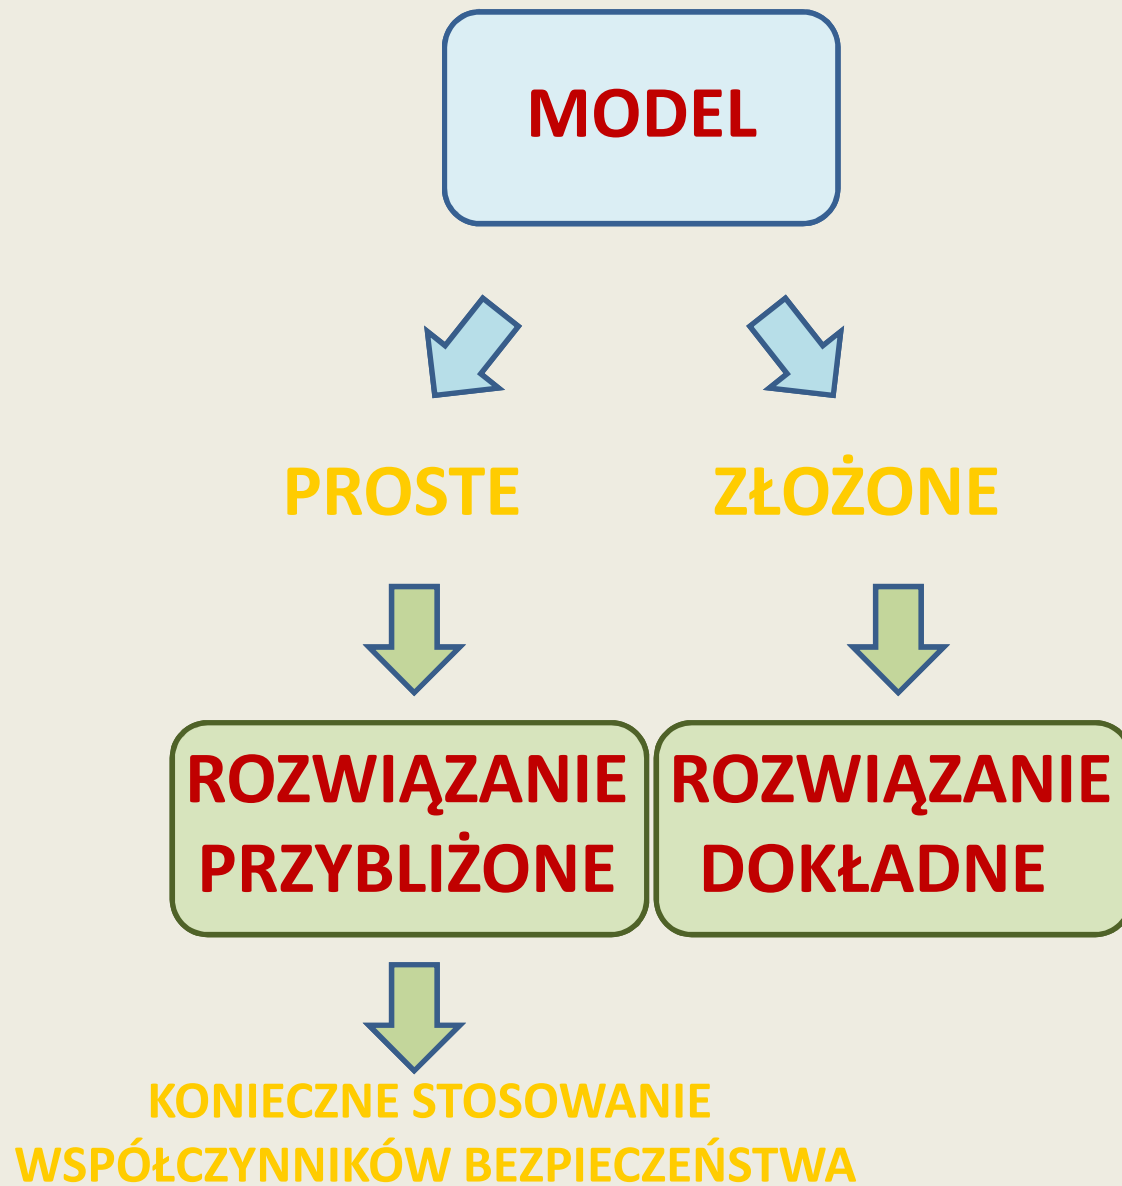 MODEL
PROSTE
ZŁOŻONE
ROZWIĄZANIE
PRZYBLIŻONE
ROZWIĄZANIE
DOKŁADNE
KONIECZNE STOSOWANIE
WSPÓŁCZYNNIKÓW BEZPIECZEŃSTWA